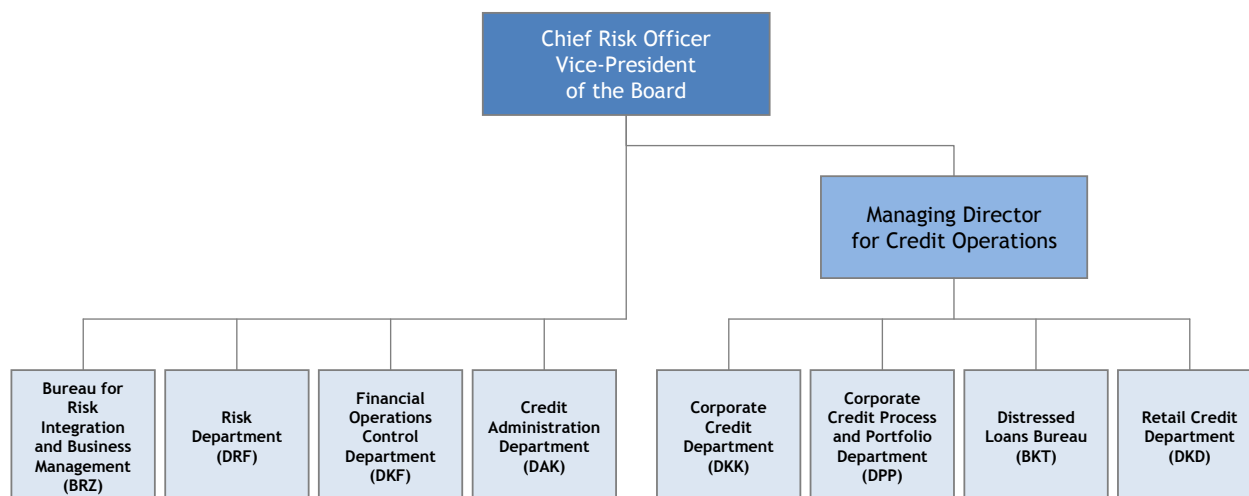 Chief Risk Officer
Vice-President
of the Board
Managing Director
for Credit Operations
Bureau for
Risk
Integration
and Business
Management
(BRZ)
Risk
Department
(DRF)
Financial
Operations
Control
Department
(DKF)
Credit
Administration
Department
(DAK)
Corporate
Credit
Department
(DKK)
Corporate
Credit Process
and Portfolio
Department
(DPP)
Distressed
Loans Bureau
(BKT)
Retail Credit
Department
(DKD)